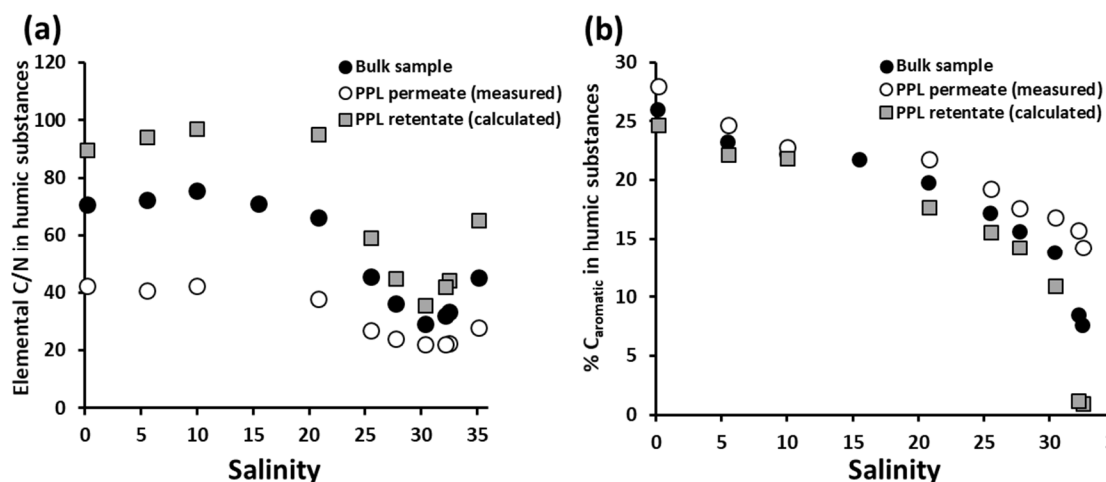 (a)
Elemental C/N in humic substances
120
100
80
60
40
20
0
Bulk sample
PPL permeate (measured)
PPL retentate (calculated)
0 5 10 15 20 25 30 35
Salinity
(b)
% Caromatic in humic substances
30
25
20
15
10
5
0
Bulk sample
PPL permeate (measured)
PPL retentate (calculated)
0 5 10 15 20 25 30
Salinity